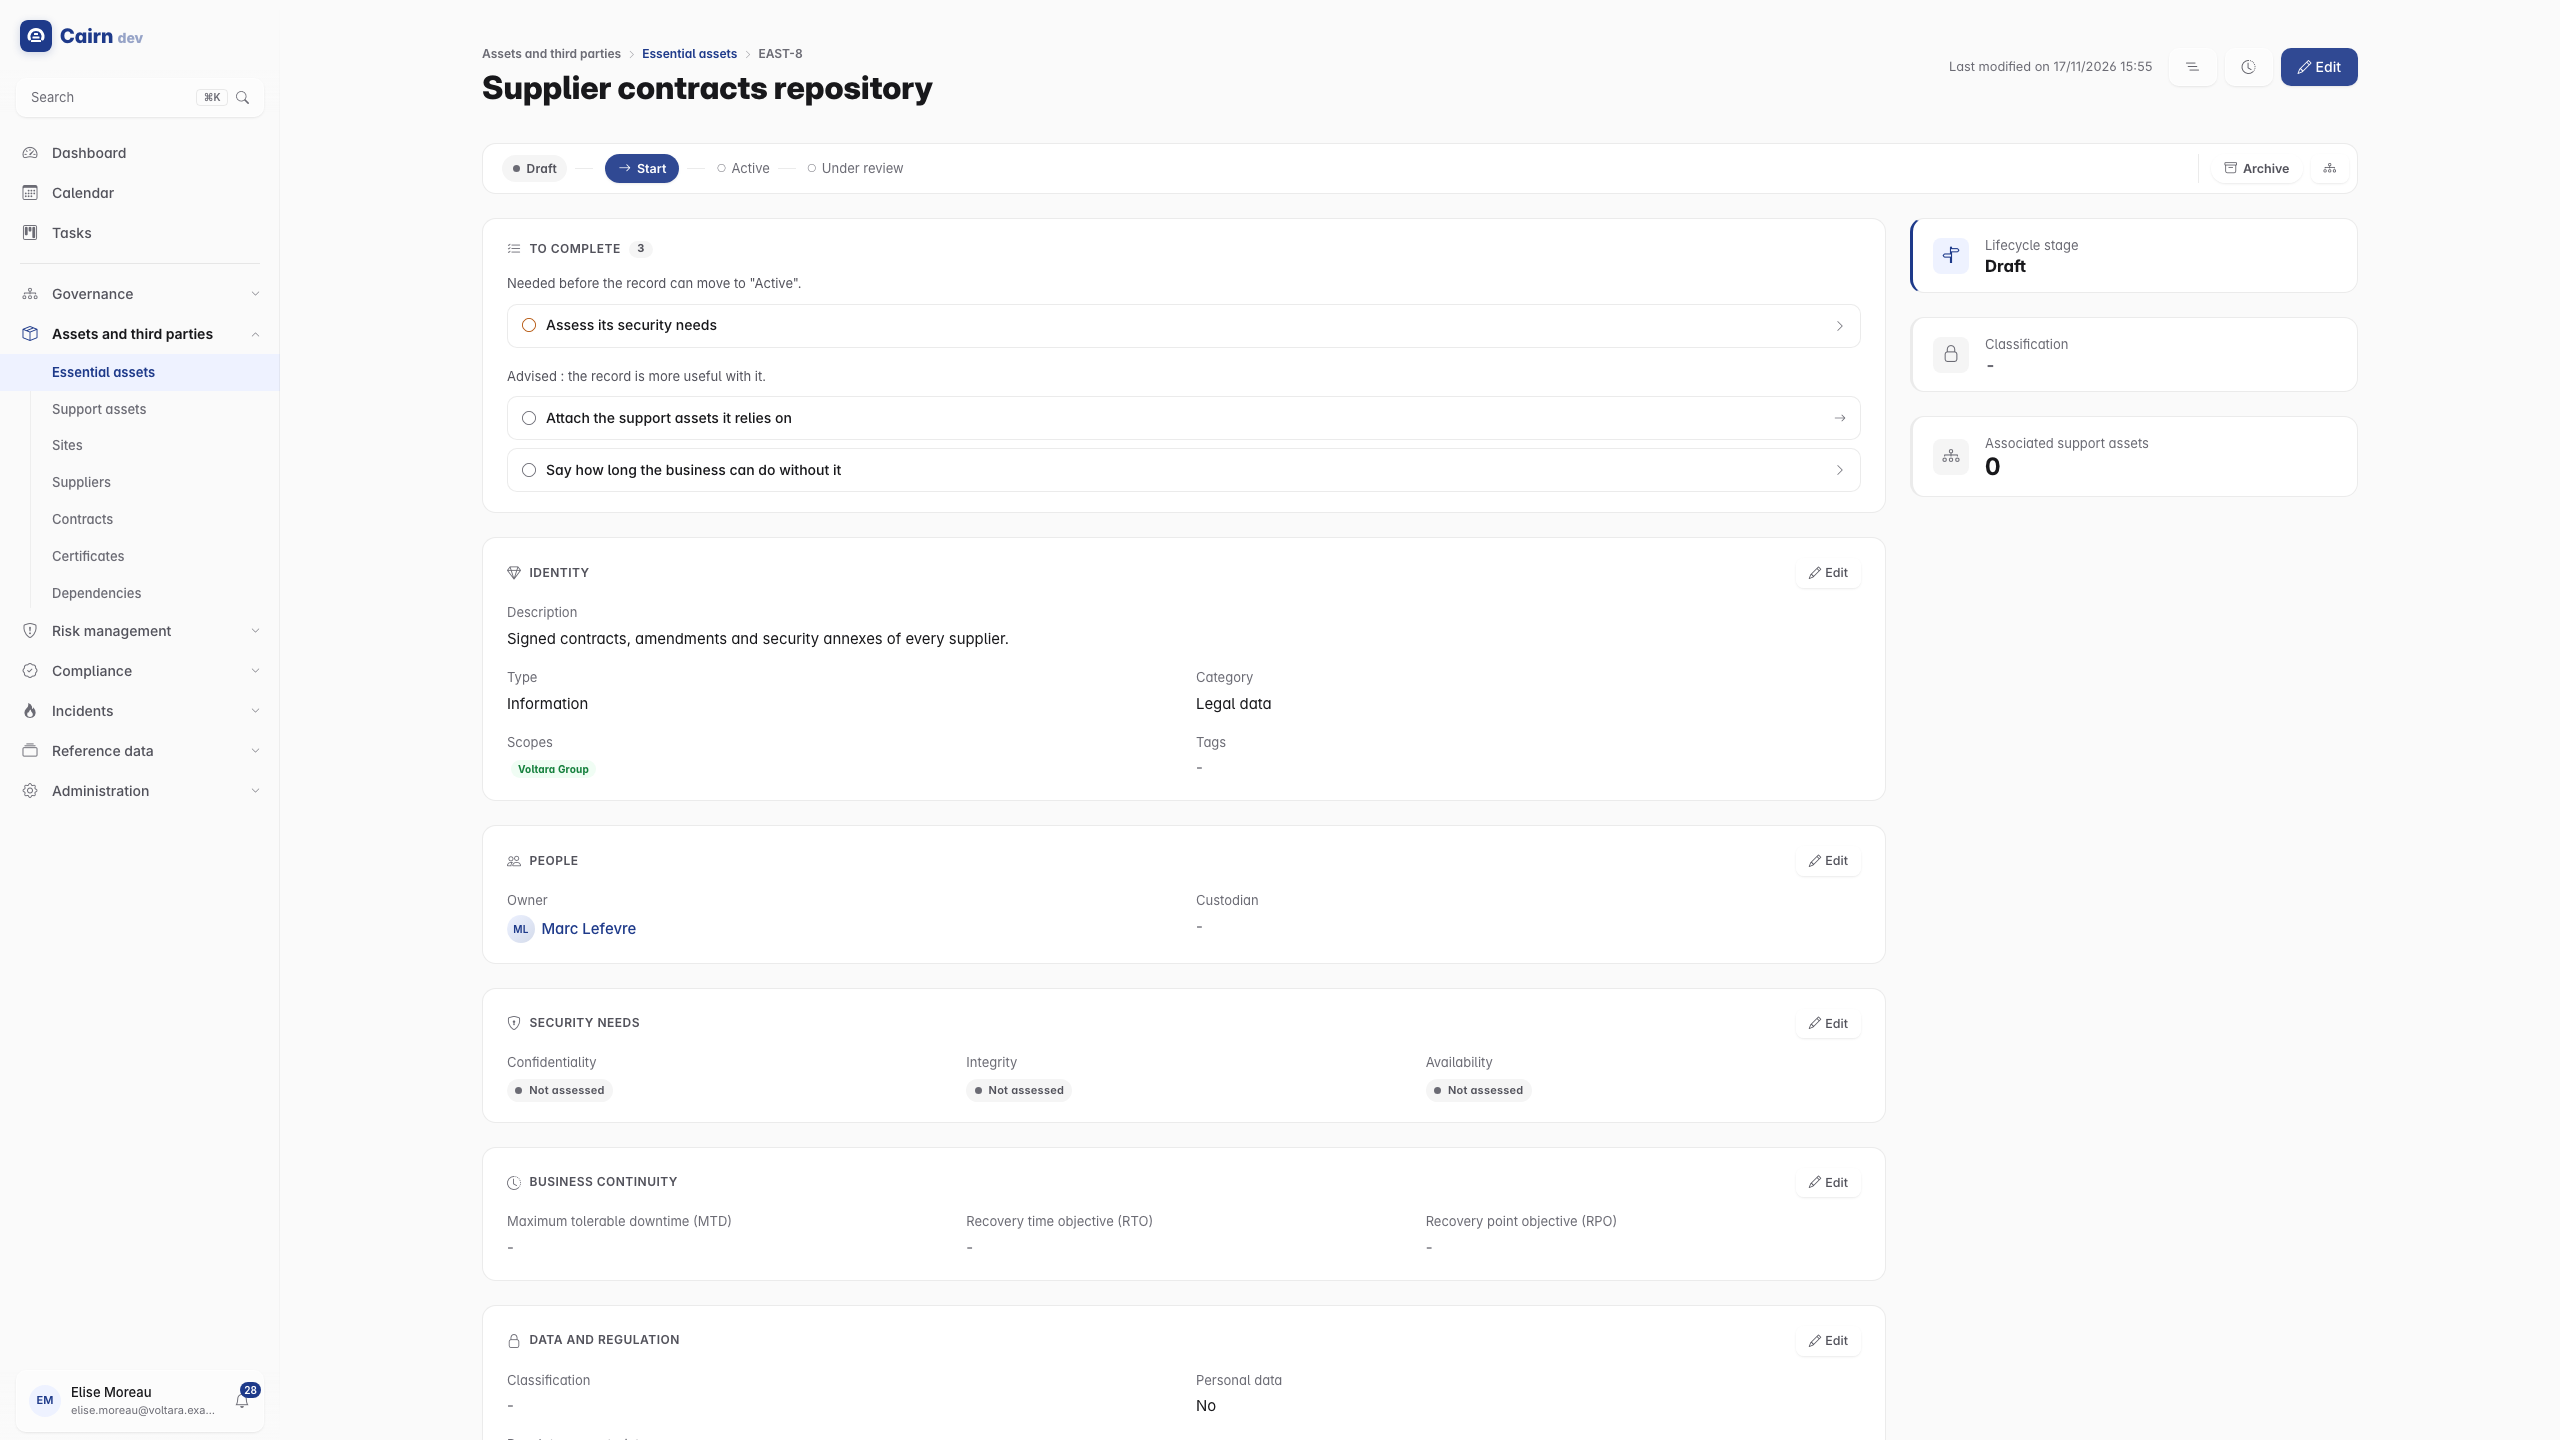 Cairn dev
Search ⌘K
Dashboard
Calendar
Tasks
Governance
Assets and third parties
Essential assets
Support assets
Sites
Suppliers
Contracts
Certificates
Dependencies
Risk management
Compliance
Incidents
Reference data
Administration
EM Elise Moreau 28
elise.moreau@voltara.exa...
Assets and third parties > Essential assets > EAST-8
Supplier contracts repository
Last modified on 17/11/2026 15:55 Edit
Draft → Start Active Under review Archive
TO COMPLETE 3
Needed before the record can move to "Active".
Assess its security needs
Advised : the record is more useful with it.
Attach the support assets it relies on
Say how long the business can do without it
Lifecycle stage
Draft
Classification
-
Associated support assets
0
IDENTITY Edit
Description
Signed contracts, amendments and security annexes of every supplier.
Type Category
Information Legal data
Scopes Tags
Voltara Group -
PEOPLE Edit
Owner Custodian
ML Marc Lefevre -
SECURITY NEEDS Edit
Confidentiality Integrity Availability
Not assessed Not assessed Not assessed
BUSINESS CONTINUITY Edit
Maximum tolerable downtime (MTD) Recovery time objective (RTO) Recovery point objective (RPO)
- - -
DATA AND REGULATION Edit
Classification Personal data
- No